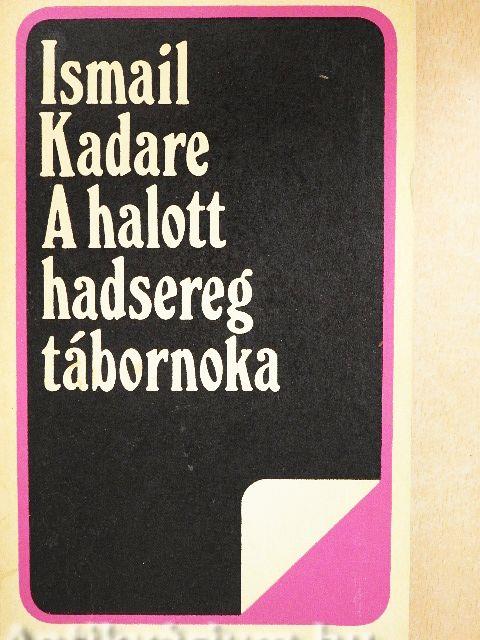 Ismail
Kadare
A halott
hadsereg
tábornoka